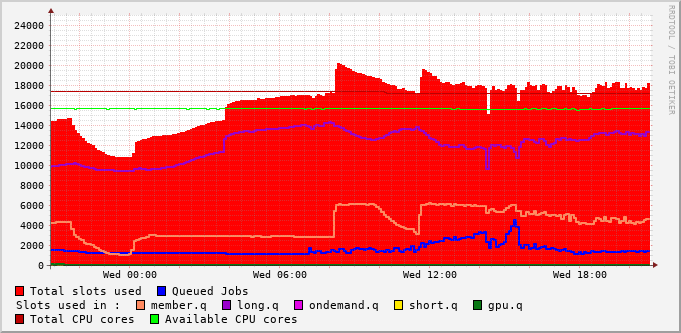 24000
22000
20000
18000
16000
14000
12000
10000
8000
6000
4000
2000
0
Wed 00:00 Wed 06:00 Wed 12:00 Wed 18:00
RRDTOOL / TOBI OETIKER
Total slots used Queued Jobs
Slots used in : member.q long.q ondemand.q short.q gpu.q
Total CPU cores Available CPU cores